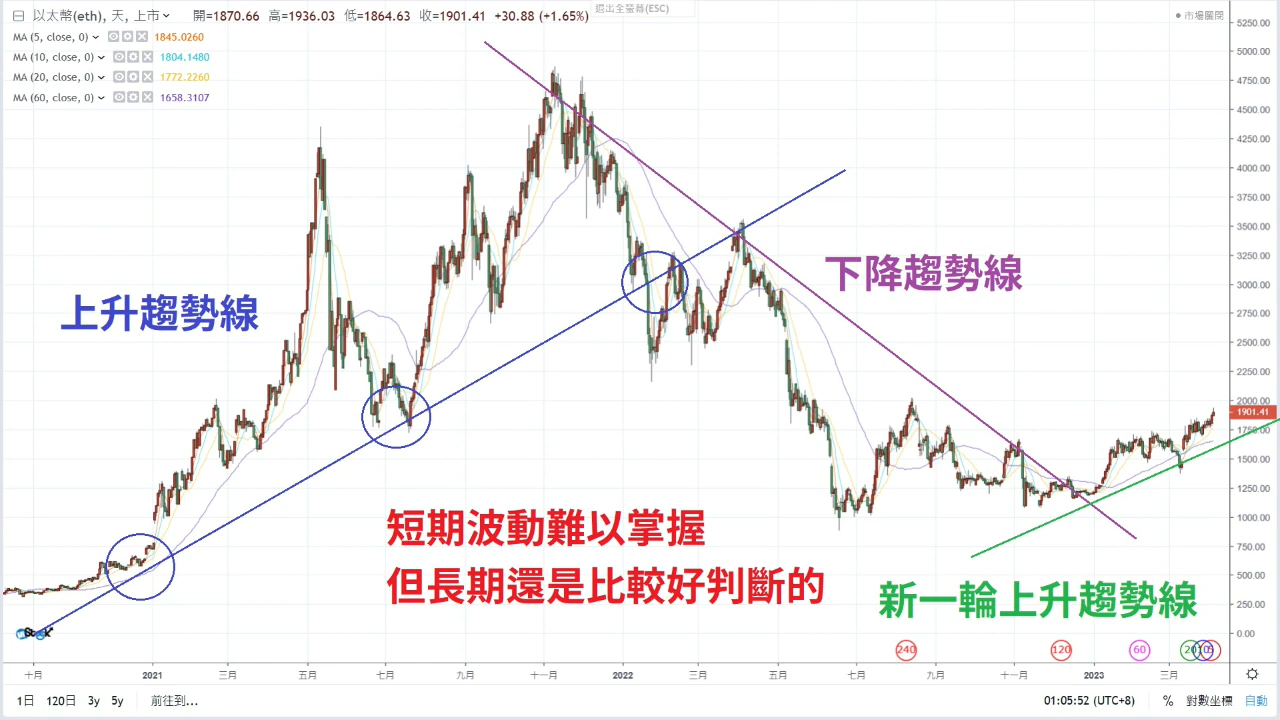 以太幣(eth), 天, 上市 開=1870.66 高=1936.03 低=1864.63 收=1901.41 +30.88 (+1.65%)
退出全螢幕(ESC)
市場關閉
MA (5, close, 0) 1845.0260
MA (10, close, 0) 1804.1480
MA (20, close, 0) 1772.2260
MA (60, close, 0) 1658.3107
5250.00
5000.00
4750.00
4500.00
4250.00
4000.00
3750.00
3500.00
3250.00
3000.00
2750.00
2500.00
2250.00
2000.00
1901.41
1750.00
1500.00
1250.00
1000.00
750.00
500.00
250.00
0.00
下降趨勢線
上升趨勢線
短期波動難以掌握
但長期還是比較好判斷的
新一輪上升趨勢線
240 120 60
十月 2021 三月 五月 七月 九月 十一月 2022 三月 五月 七月 九月 十一月 2023 三月
1日 120日 3y 5y 前往到... 01:05:52 (UTC+8) % 對數坐標 自動